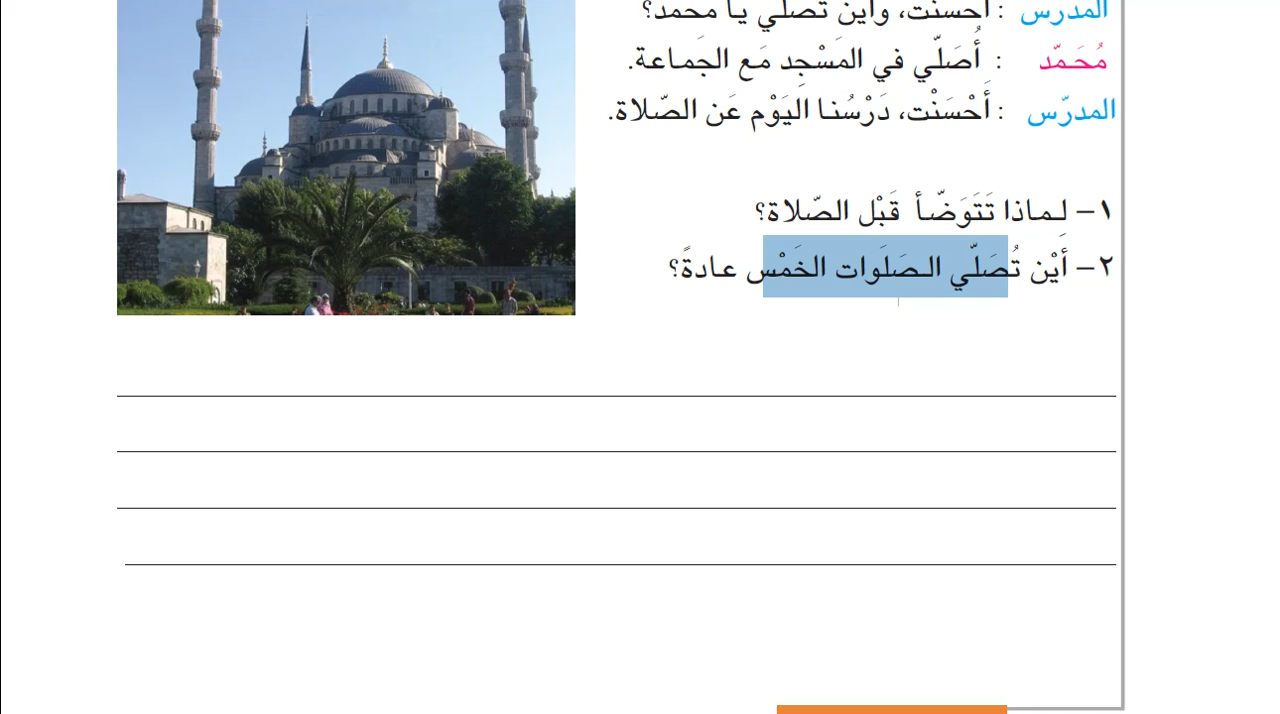 المدرس : أحسنت، وأين تصلي يا محمد؟
مُحَمّد : أُصَلّي في المَسْجِد مَع الجَماعة.
المدرّس : أَحْسَنْت، دَرْسُنا اليَوْم عَن الصّلاة.
١- لِماذا تَتَوَضّأ قَبْل الصّلاة؟
٢- أَيْن تُصَلّي الصَلَوات الخَمْس عادةً؟